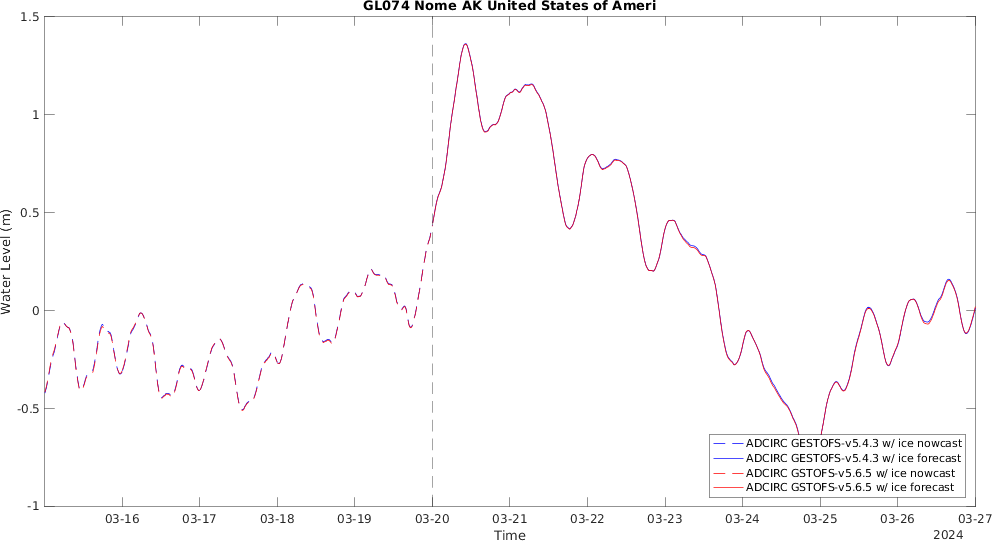 GL074 Nome AK United States of Ameri
1.5
1
0.5
0
-0.5
-1
Water Level (m)
03-16 03-17 03-18 03-19 03-20 03-21 03-22 03-23 03-24 03-25 03-26 03-27
Time
2024
ADCIRC GESTOFS-v5.4.3 w/ ice nowcast
ADCIRC GESTOFS-v5.4.3 w/ ice forecast
ADCIRC GSTOFS-v5.6.5 w/ ice nowcast
ADCIRC GSTOFS-v5.6.5 w/ ice forecast